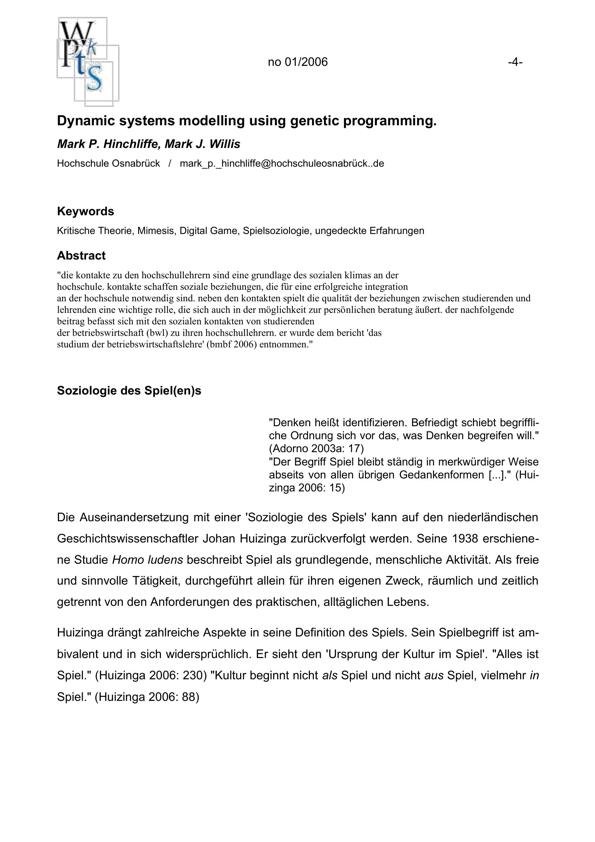 W
Pkts
no 01/2006 -4-
Dynamic systems modelling using genetic programming.
Mark P. Hinchliffe, Mark J. Willis
Hochschule Osnabrück / mark_p._hinchliffe@hochschuleosnabrück..de
Keywords
Kritische Theorie, Mimesis, Digital Game, Spielsoziologie, ungedeckte Erfahrungen
Abstract
"die kontakte zu den hochschullehrern sind eine grundlage des sozialen klimas an der
hochschule. kontakte schaffen soziale beziehungen, die für eine erfolgreiche integration
an der hochschule notwendig sind. neben den kontakten spielt die qualität der beziehungen zwischen studierenden und
lehrenden eine wichtige rolle, die sich auch in der möglichkeit zur persönlichen beratung äußert. der nachfolgende
beitrag befasst sich mit den sozialen kontakten von studierenden
der betriebswirtschaft (bwl) zu ihren hochschullehrern. er wurde dem bericht 'das
studium der betriebswirtschaftslehre' (bmbf 2006) entnommen."
Soziologie des Spiel(en)s
"Denken heißt identifizieren. Befriedigt schiebt begriffli-
che Ordnung sich vor das, was Denken begreifen will."
(Adorno 2003a: 17)
"Der Begriff Spiel bleibt ständig in merkwürdiger Weise
abseits von allen übrigen Gedankenformen [...]." (Hui-
zinga 2006: 15)
Die Auseinandersetzung mit einer 'Soziologie des Spiels' kann auf den niederländischen
Geschichtswissenschaftler Johan Huizinga zurückverfolgt werden. Seine 1938 erschiene-
ne Studie Homo ludens beschreibt Spiel als grundlegende, menschliche Aktivität. Als freie
und sinnvolle Tätigkeit, durchgeführt allein für ihren eigenen Zweck, räumlich und zeitlich
getrennt von den Anforderungen des praktischen, alltäglichen Lebens.
Huizinga drängt zahlreiche Aspekte in seine Definition des Spiels. Sein Spielbegriff ist am-
bivalent und in sich widersprüchlich. Er sieht den 'Ursprung der Kultur im Spiel'. "Alles ist
Spiel." (Huizinga 2006: 230) "Kultur beginnt nicht als Spiel und nicht aus Spiel, vielmehr in
Spiel." (Huizinga 2006: 88)